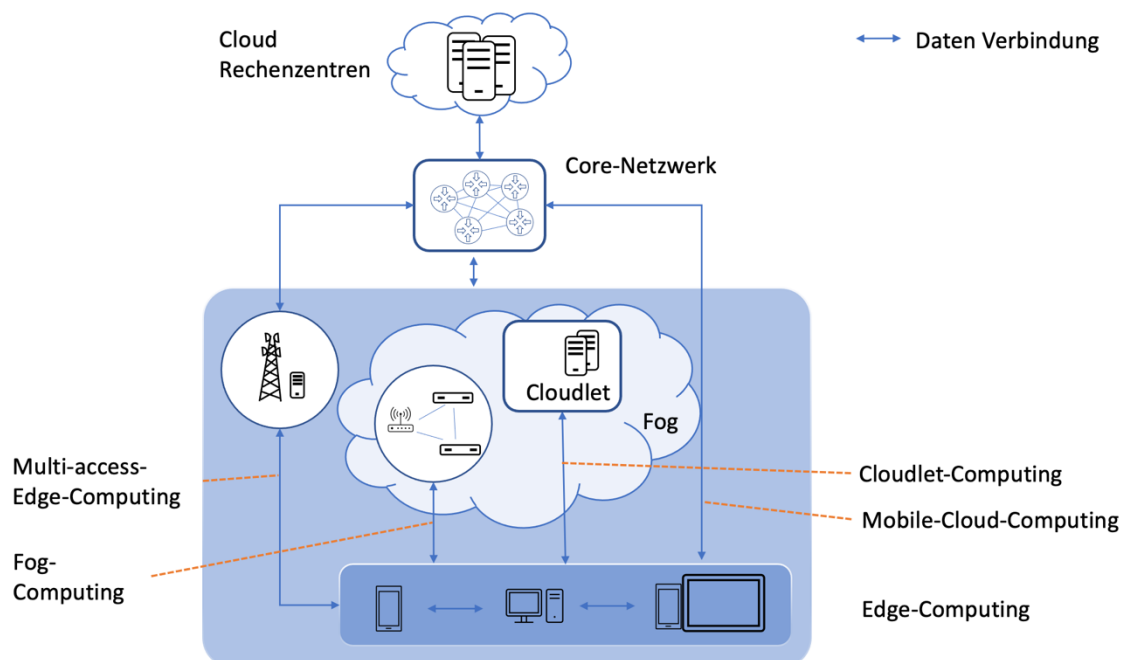 Cloud
Rechenzentren
Daten Verbindung
Core-Netzwerk
Cloudlet
Fog
Multi-access-
Edge-Computing
Cloudlet-Computing
Mobile-Cloud-Computing
Fog-
Computing
Edge-Computing